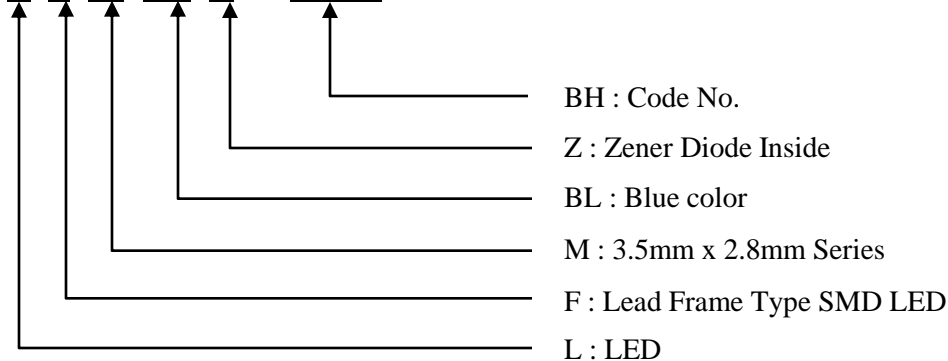 BH : Code No.
Z : Zener Diode Inside
BL : Blue color
M : 3.5mm x 2.8mm Series
F : Lead Frame Type SMD LED
L : LED